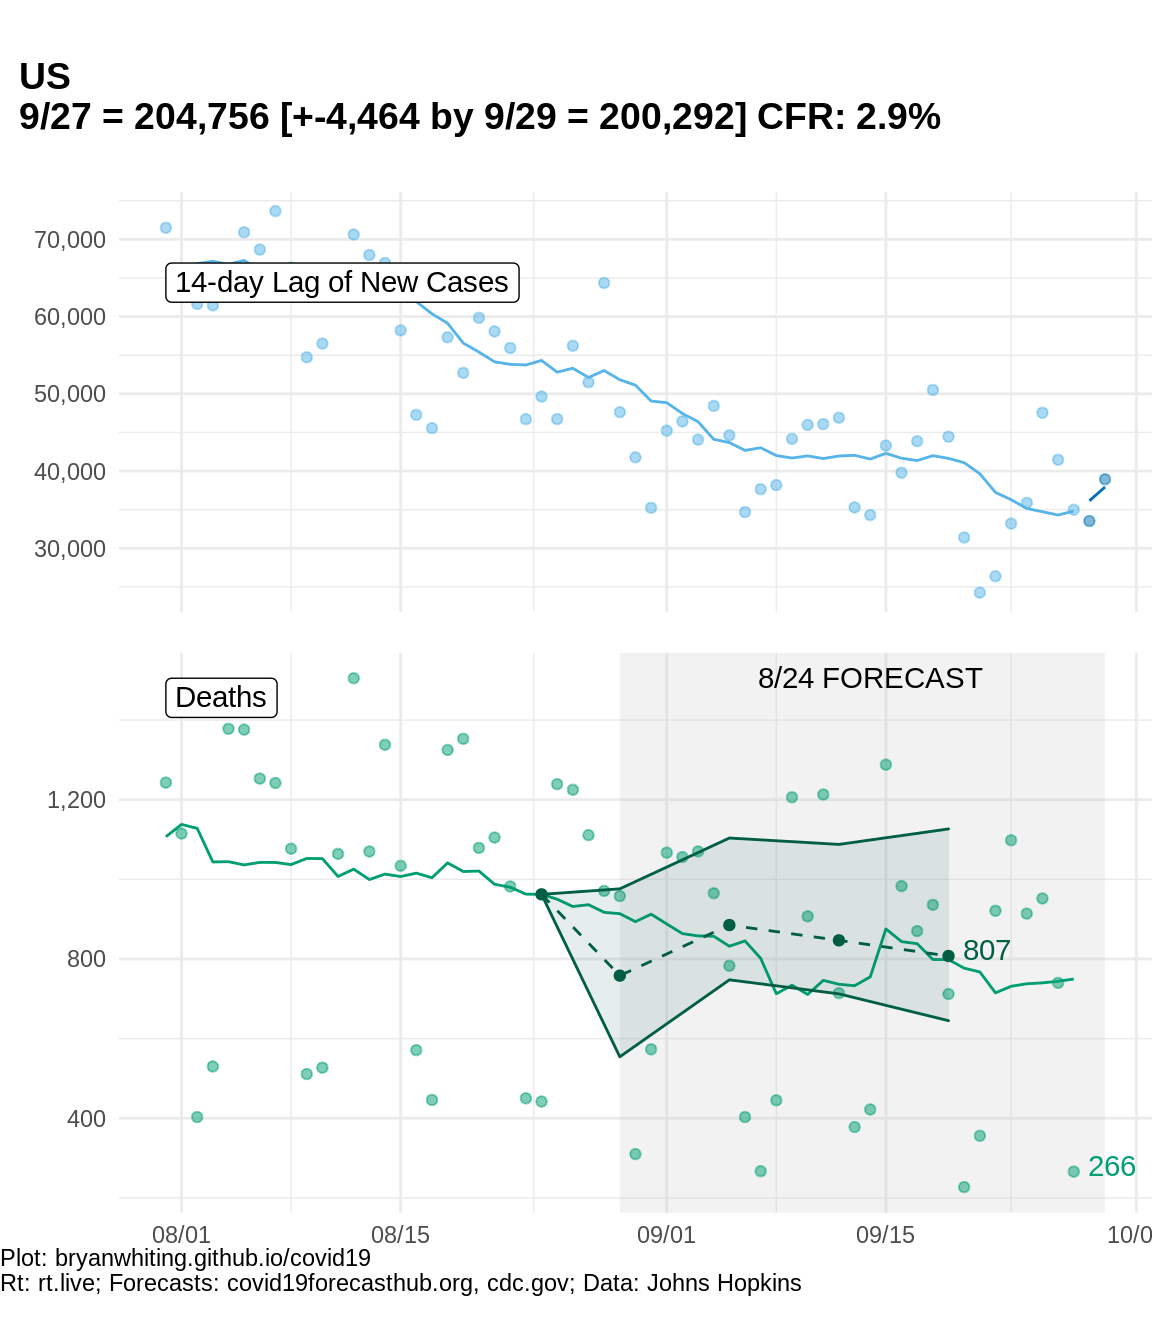 US
9/27 = 204,756 [+-4,464 by 9/29 = 200,292] CFR: 2.9%
70,000
14-day Lag of New Cases
60,000
50,000
40,000
30,000
8/24 FORECAST
Deaths
1,200
807
800
400
266
08/01 08/15 09/01 09/15 10/0
Plot: bryanwhiting.github.io/covid19
Rt: rt.live; Forecasts: covid19forecasthub.org, cdc.gov; Data: Johns Hopkins